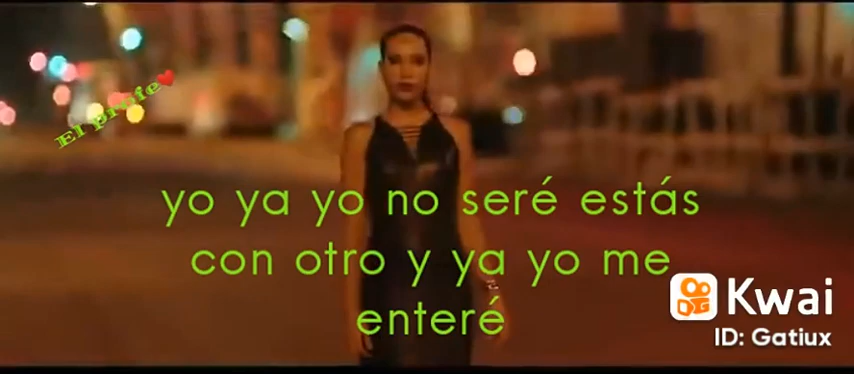 El profe
yo ya yo no seré estás
con otro y ya yo me
enteré
Kwai
ID: Gatiux